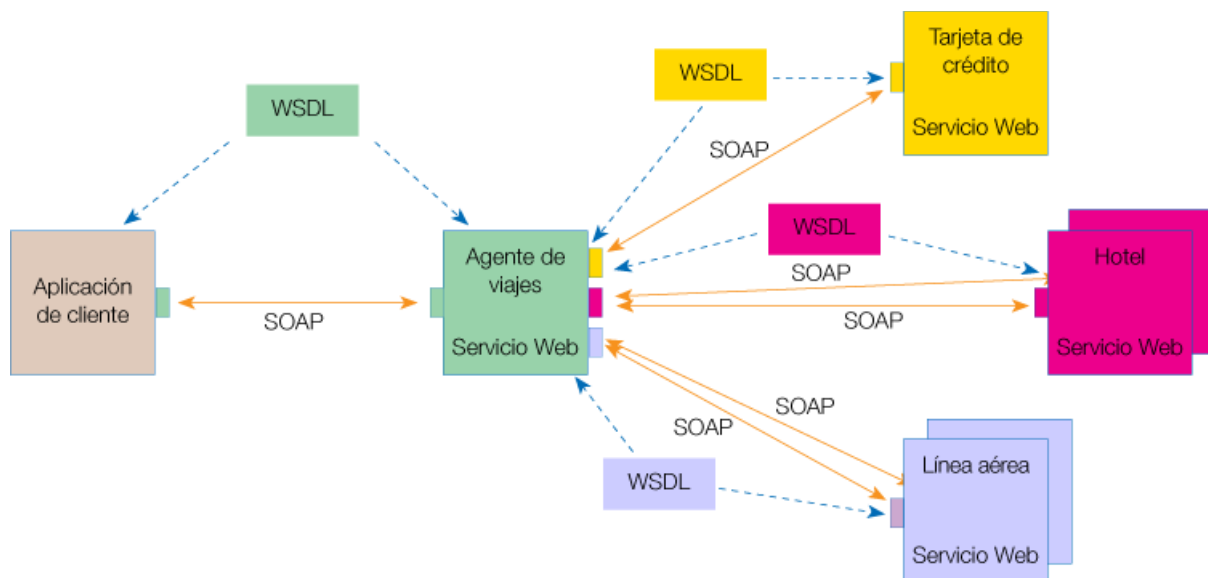 Tarjeta de
crédito
Servicio Web
WSDL
WSDL
SOAP
WSDL
Agente de
viajes
Servicio Web
Hotel
Servicio Web
SOAP
SOAP
Aplicación
de cliente
SOAP
SOAP
SOAP
WSDL
Línea aérea
Servicio Web